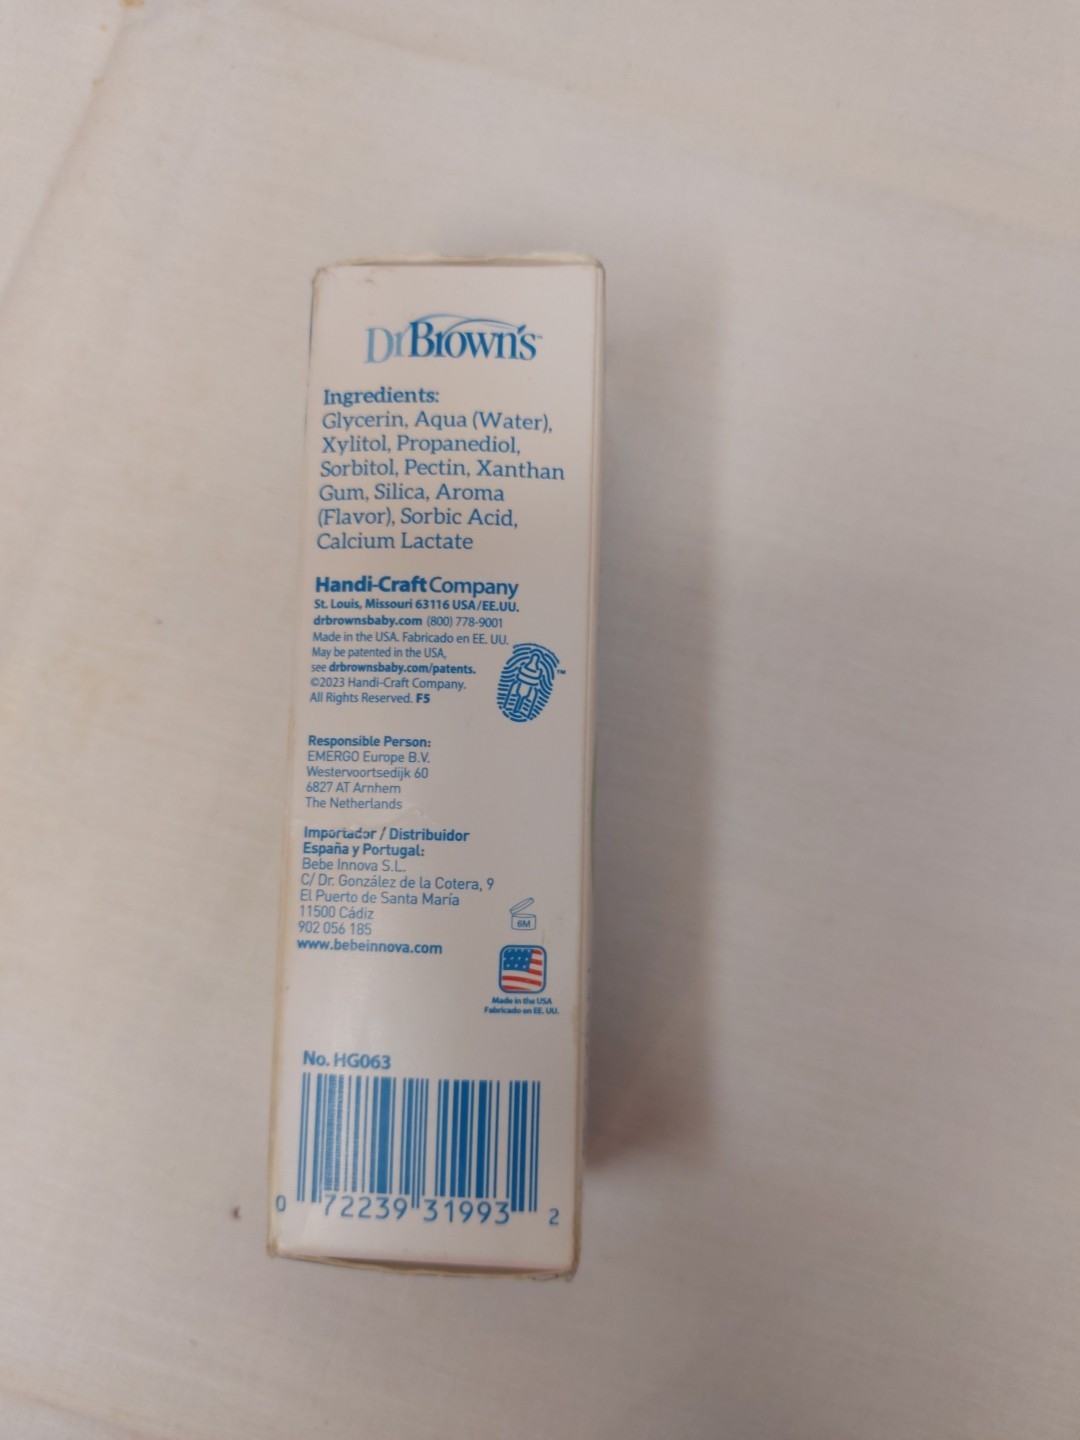 Dr Brown's™
Ingredients:
Glycerin, Aqua (Water),
Xylitol, Propanediol,
Sorbitol, Pectin, Xanthan
Gum, Silica, Aroma
(Flavor), Sorbic Acid,
Calcium Lactate
Handi-Craft Company
St. Louis, Missouri 63116 USA/EE.UU.
drbrownsbaby.com (800) 778-9001
Made in the USA. Fabricado en EE. UU.
May be patented in the USA,
see drbrownsbaby.com/patents.
©2023 Handi-Craft Company.
All Rights Reserved. F5
™
Responsible Person:
EMERGO Europe B.V.
Westervoortsedijk 60
6827 AT Arnhem
The Netherlands
Importador / Distribuidor
España y Portugal:
Bebe Innova S.L.
C/ Dr. González de la Cotera, 9
El Puerto de Santa María
11500 Cádiz
902 056 185
www.bebeinnova.com
6M
Made in the USA
Fabricado en EE. UU.
No. HG063
0 72239 31993 2